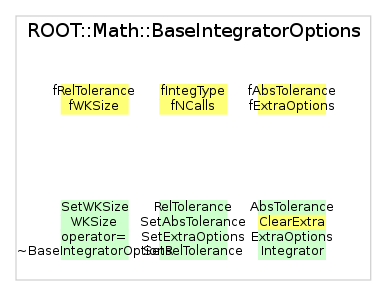 ROOT::Math::BaseIntegratorOptions
fRelTolerance fIntegType fAbsTolerance
fWKSize fNCalls fExtraOptions
SetWKSize RelTolerance AbsTolerance
WKSize SetAbsTolerance ClearExtra
operator= SetExtraOptions ExtraOptions
~BaseIntegratorOptions SetRelTolerance Integrator